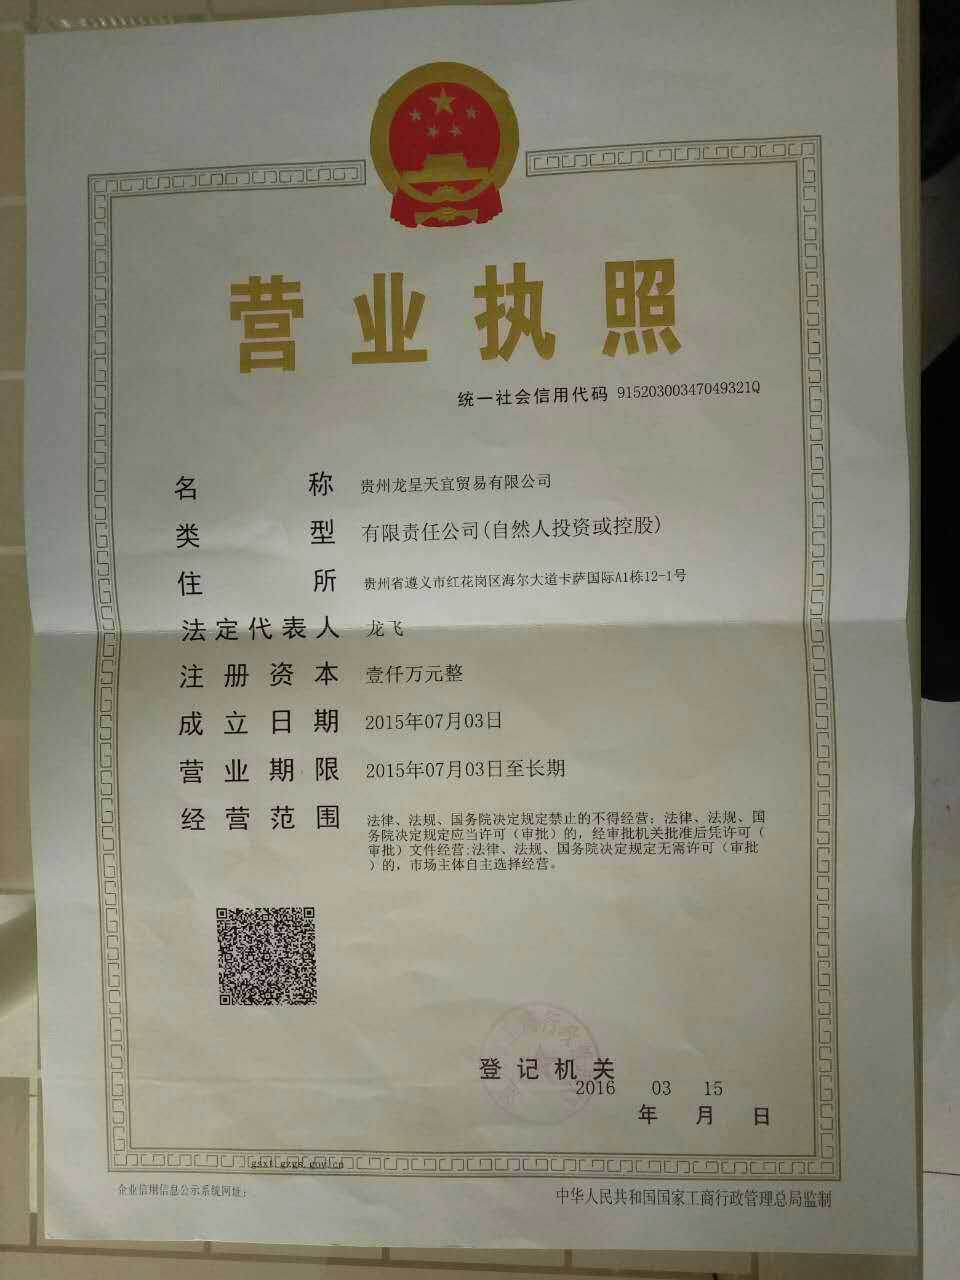 营业执照
统一社会信用代码 91520300347049321Q
名称 贵州龙呈天宜贸易有限公司
类型 有限责任公司(自然人投资或控股)
住所 贵州省遵义市红花岗区海尔大道卡萨国际A1栋12-1号
法定代表人 龙飞
注册资本 壹仟万元整
成立日期 2015年07月03日
营业期限 2015年07月03日至长期
经营范围 法律、法规、国务院决定规定禁止的不得经营；法律、法规、国
务院决定规定应当许可（审批）的，经审批机关批准后凭许可（
审批）文件经营;法律、法规、国务院决定规定无需许可（审批
）的，市场主体自主选择经营。
登记机关
2016 03 15
年 月 日
gsxt.gzgs.gov.cn
企业信用信息公示系统网址：
中华人民共和国国家工商行政管理总局监制